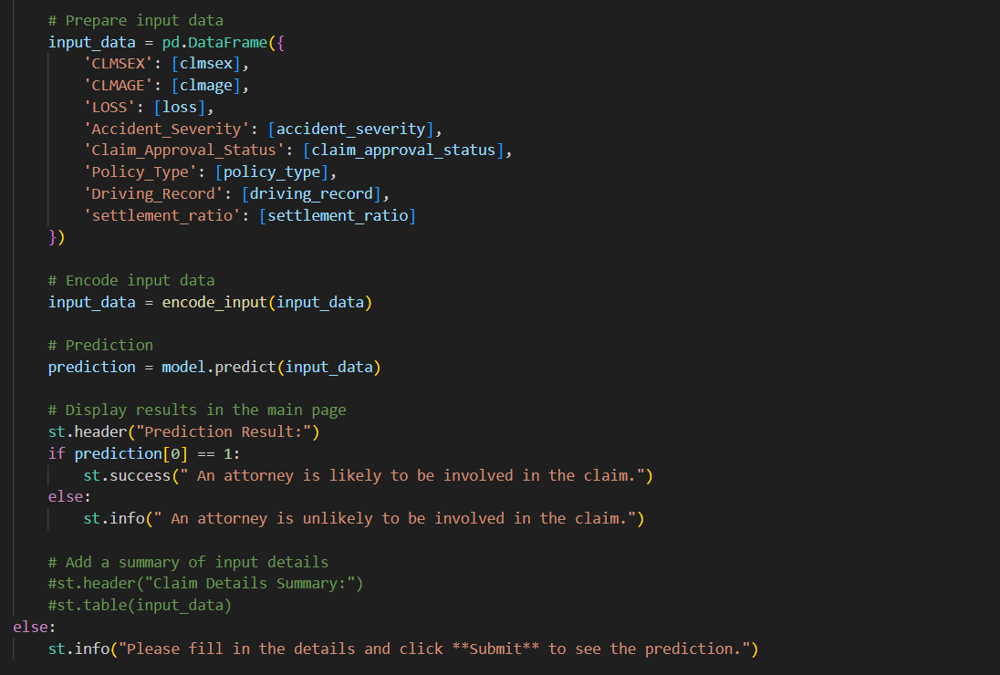 # Prepare input data
input_data = pd.DataFrame({
'CLMSEX': [clmsex],
'CLMAGE': [clmage],
'LOSS': [loss],
'Accident_Severity': [accident_severity],
'Claim_Approval_Status': [claim_approval_status],
'Policy_Type': [policy_type],
'Driving_Record': [driving_record],
'settlement_ratio': [settlement_ratio]
})
# Encode input data
input_data = encode_input(input_data)
# Prediction
prediction = model.predict(input_data)
# Display results in the main page
st.header("Prediction Result:")
if prediction[0] == 1:
st.success(" An attorney is likely to be involved in the claim.")
else:
st.info(" An attorney is unlikely to be involved in the claim.")
# Add a summary of input details
#st.header("Claim Details Summary:")
#st.table(input_data)
else:
st.info("Please fill in the details and click **Submit** to see the prediction.")